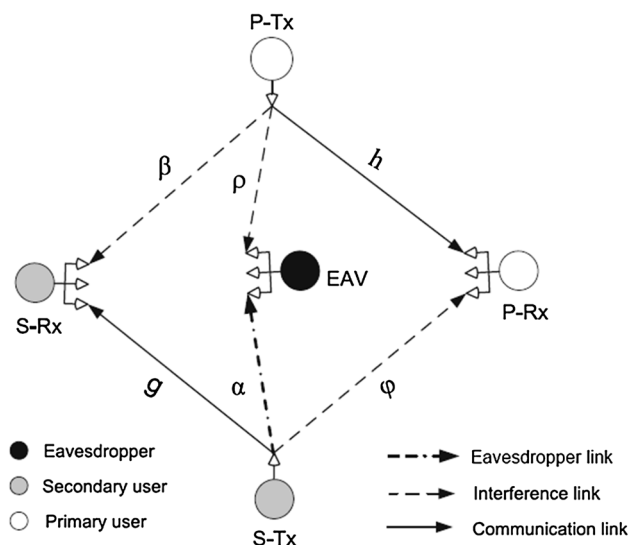 P-Tx
β
ρ
h
EAV
S-Rx
P-Rx
g
α
φ
Eavesdropper
Secondary user
Primary user
S-Tx
Eavesdropper link
Interference link
Communication link